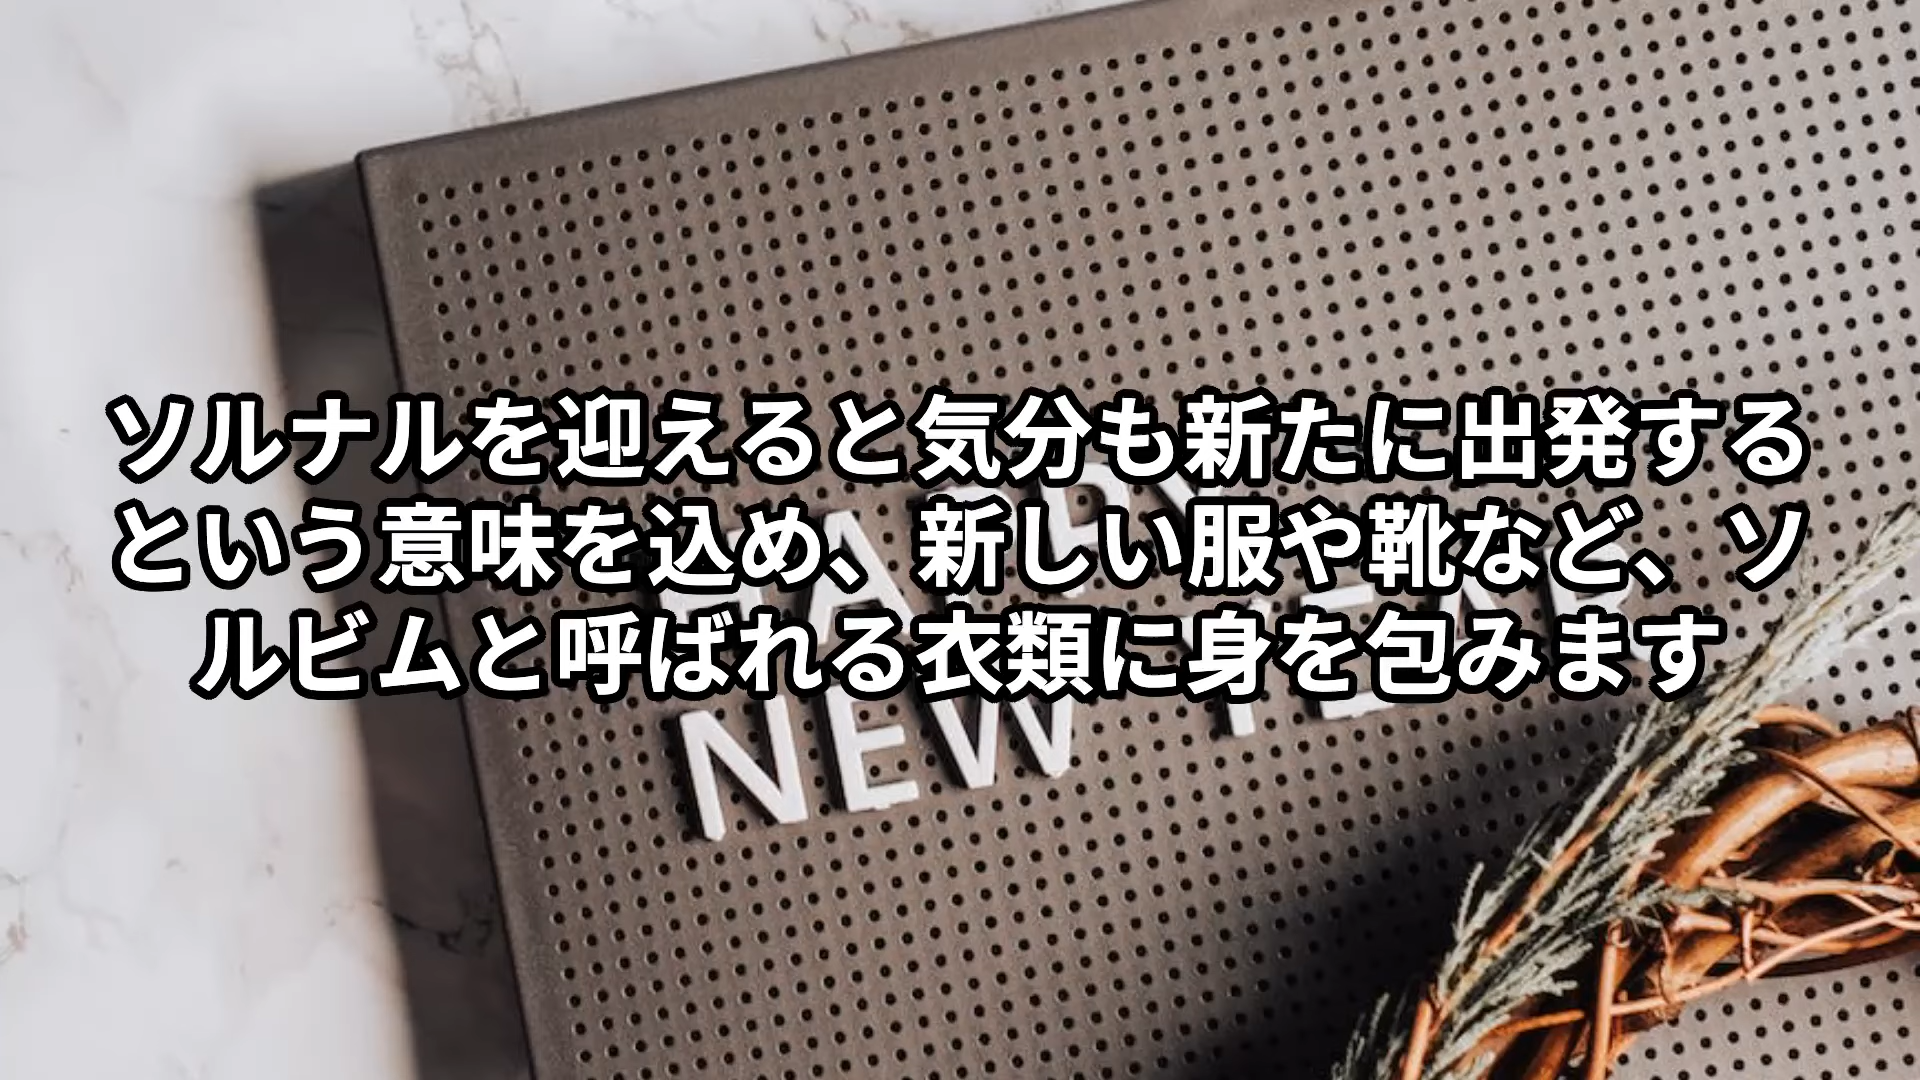 ソルナルを迎えると気分も新たに出発する
という意味を込め、新しい服や靴など、ソ
ルビムと呼ばれる衣類に身を包みます
HAPPY
NEW YEAR